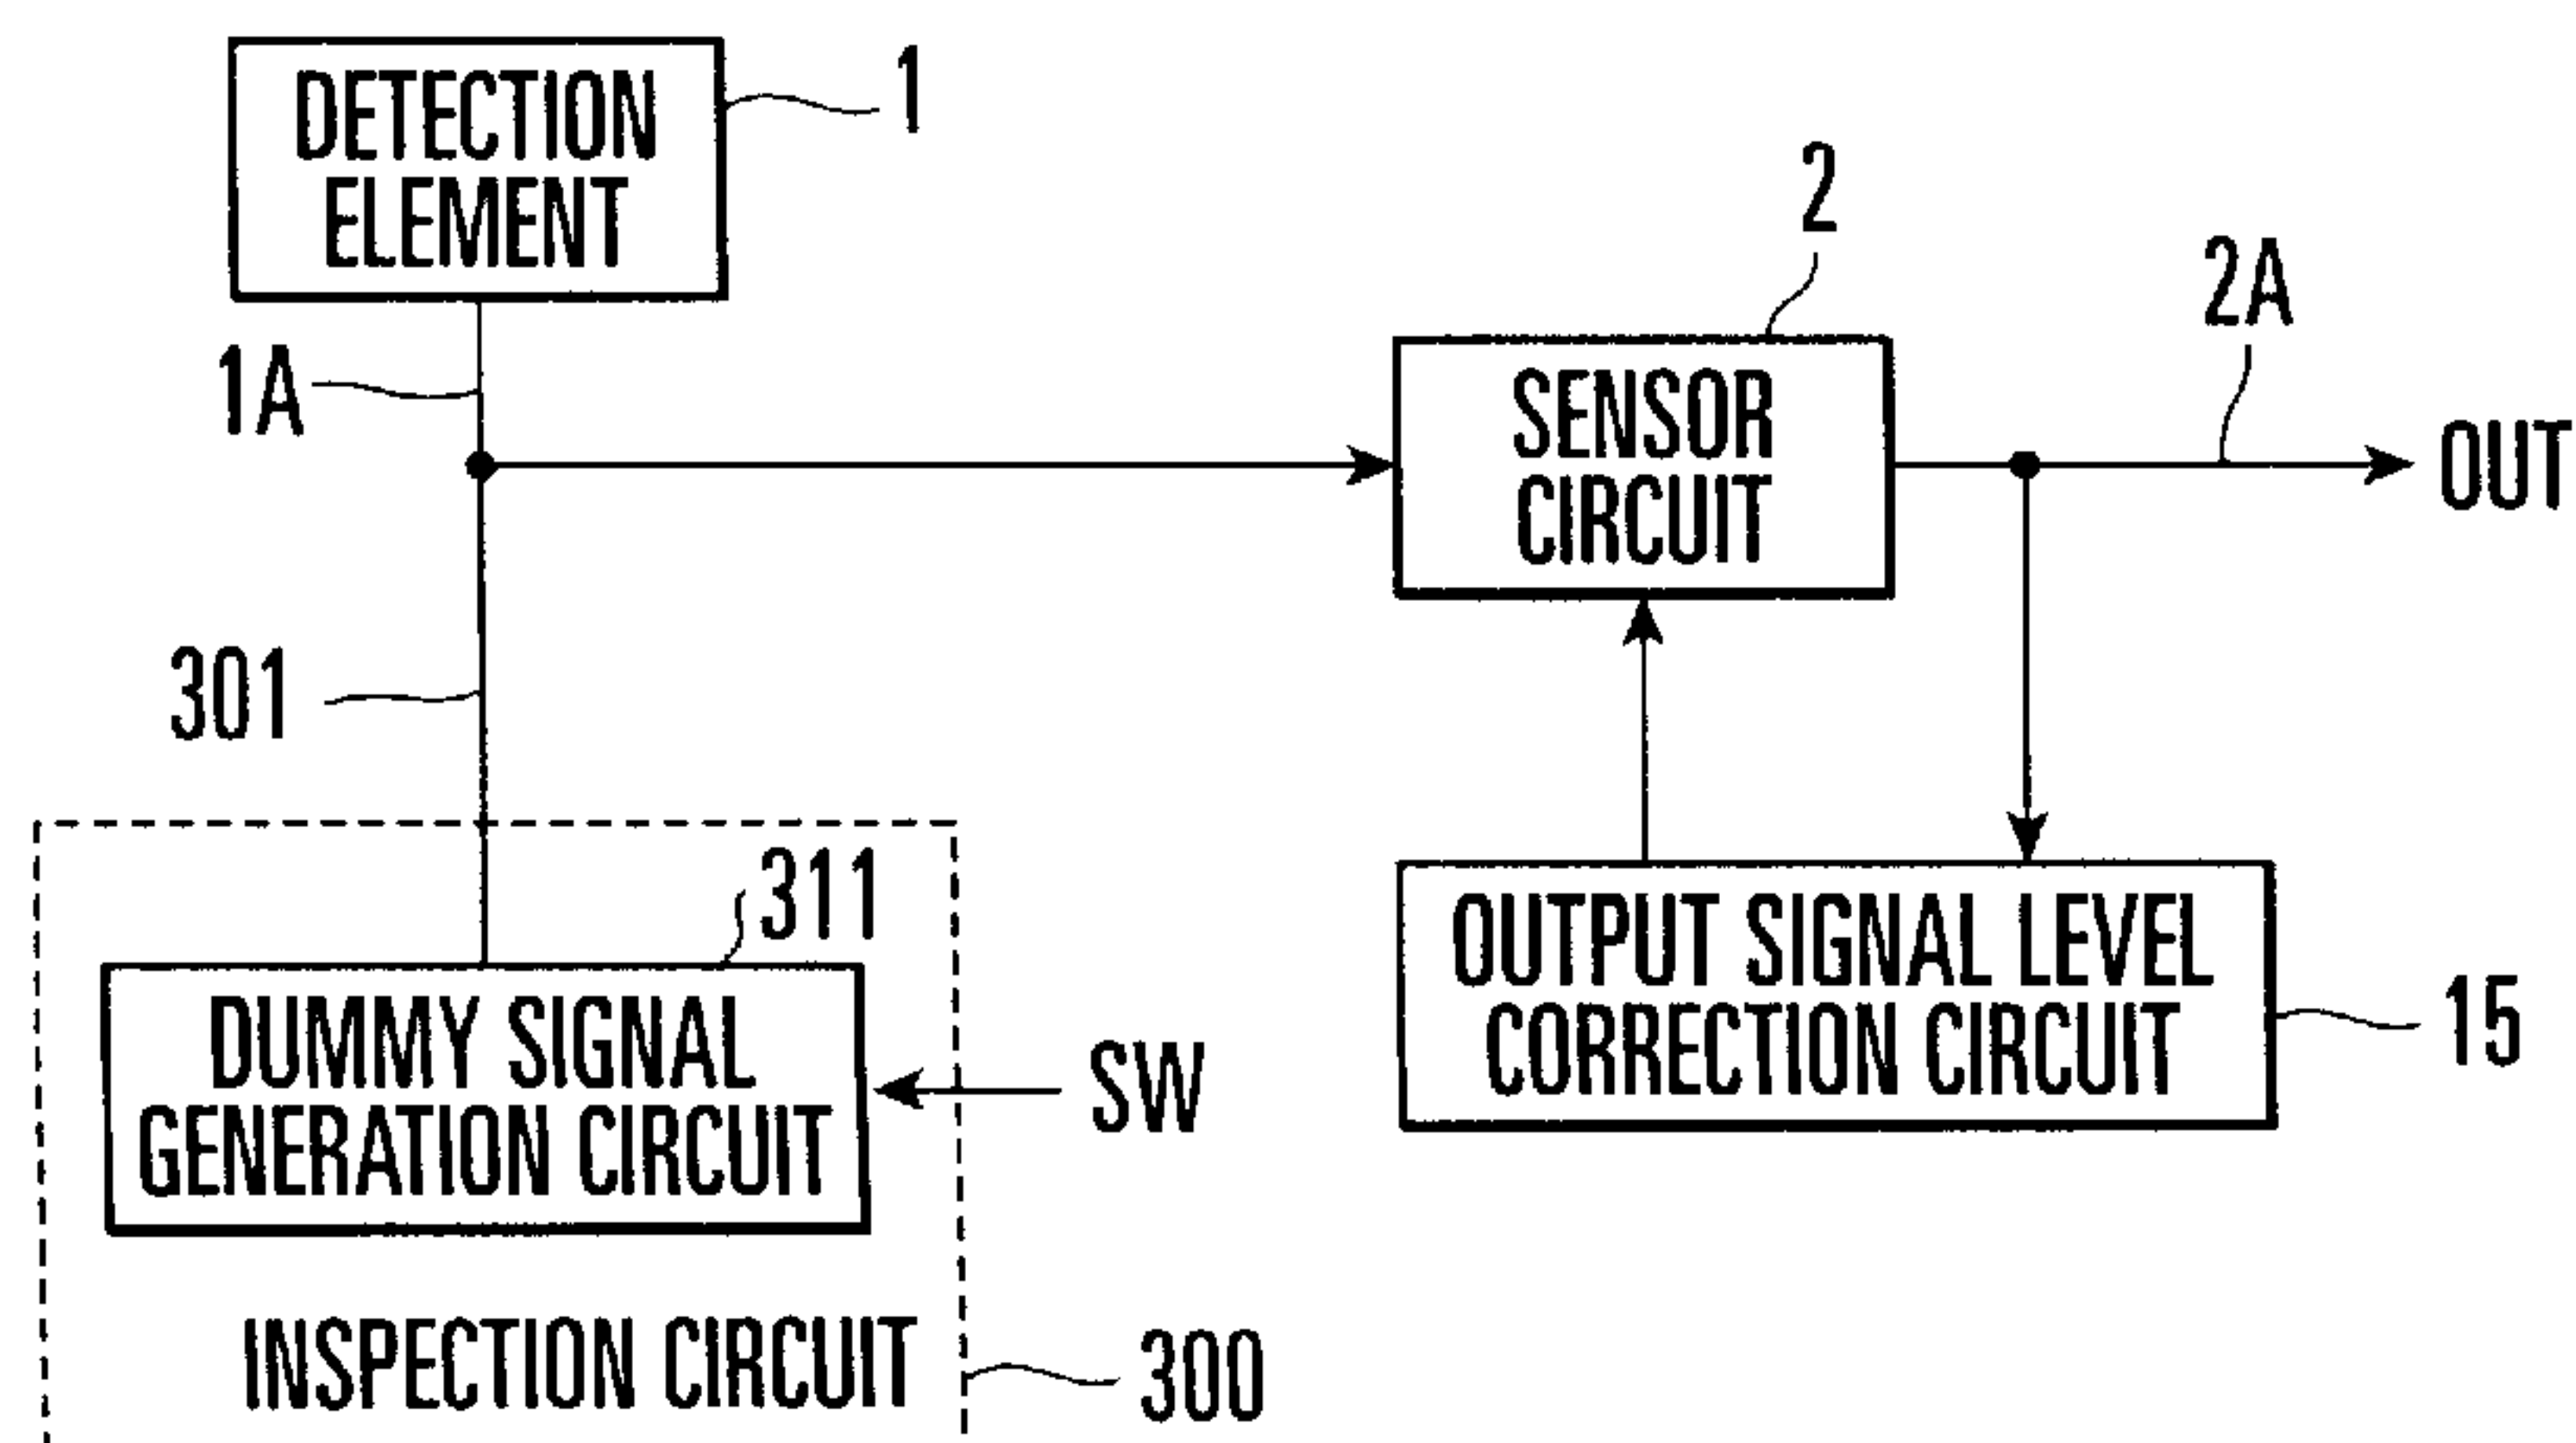 DETECTION
ELEMENT
1
1A
2
SENSOR
CIRCUIT
2A
OUT
301
311
DUMMY SIGNAL
GENERATION CIRCUIT
SW
OUTPUT SIGNAL LEVEL
CORRECTION CIRCUIT
15
INSPECTION CIRCUIT
300